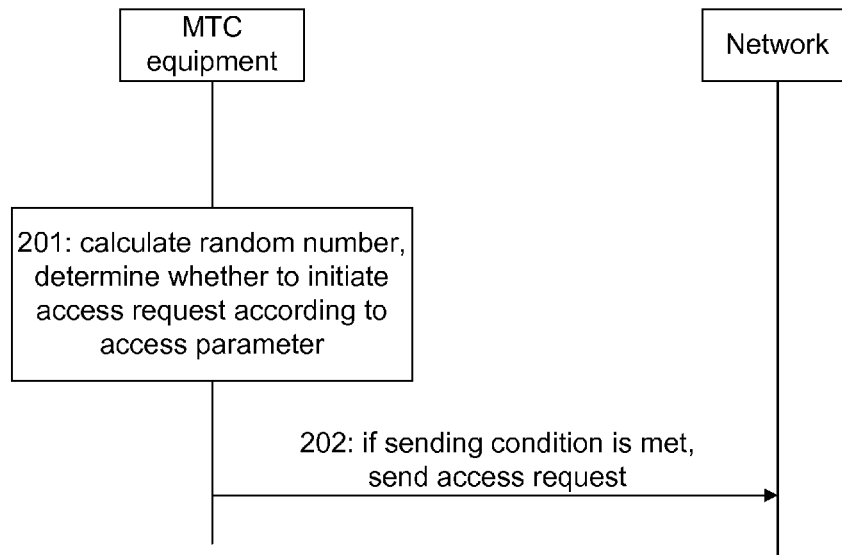 MTC
equipment
Network
201: calculate random number,
determine whether to initiate
access request according to
access parameter
202: if sending condition is met,
send access request